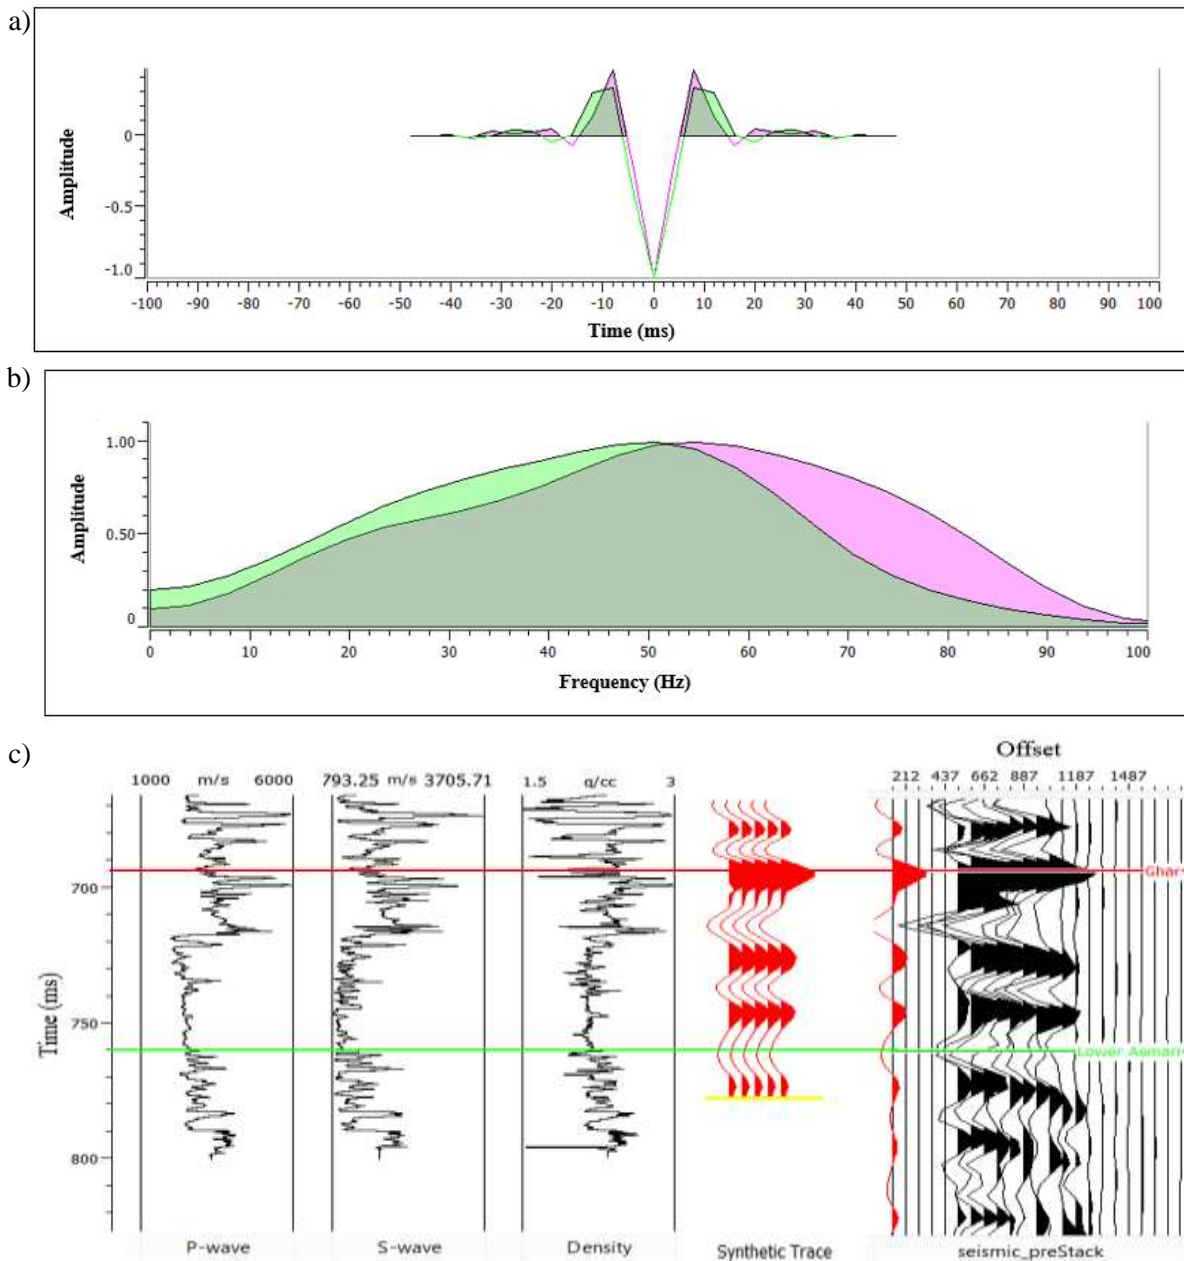 a)
Amplitude
0
-0.5
-1.0
-100 -90 -80 -70 -60 -50 -40 -30 -20 -10 0 10 20 30 40 50 60 70 80 90 100
Time (ms)
b)
Amplitude
1.00
0.50
0
0 10 20 30 40 50 60 70 80 90 100
Frequency (Hz)
c)
Offset
1000 m/s 6000 793.25 m/s 3705.71 1.5 g/cc 3 212 437 662 887 1187 1487
Time (ms)
700
Ghar
750
Lower Asmari
800
P-wave S-wave Density Synthetic Trace seismic_preStack